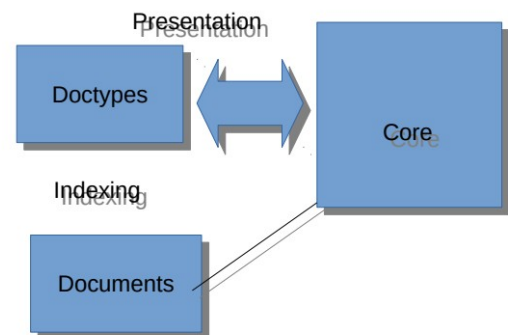 Presentation
Doctypes
Core
Indexing
Documents